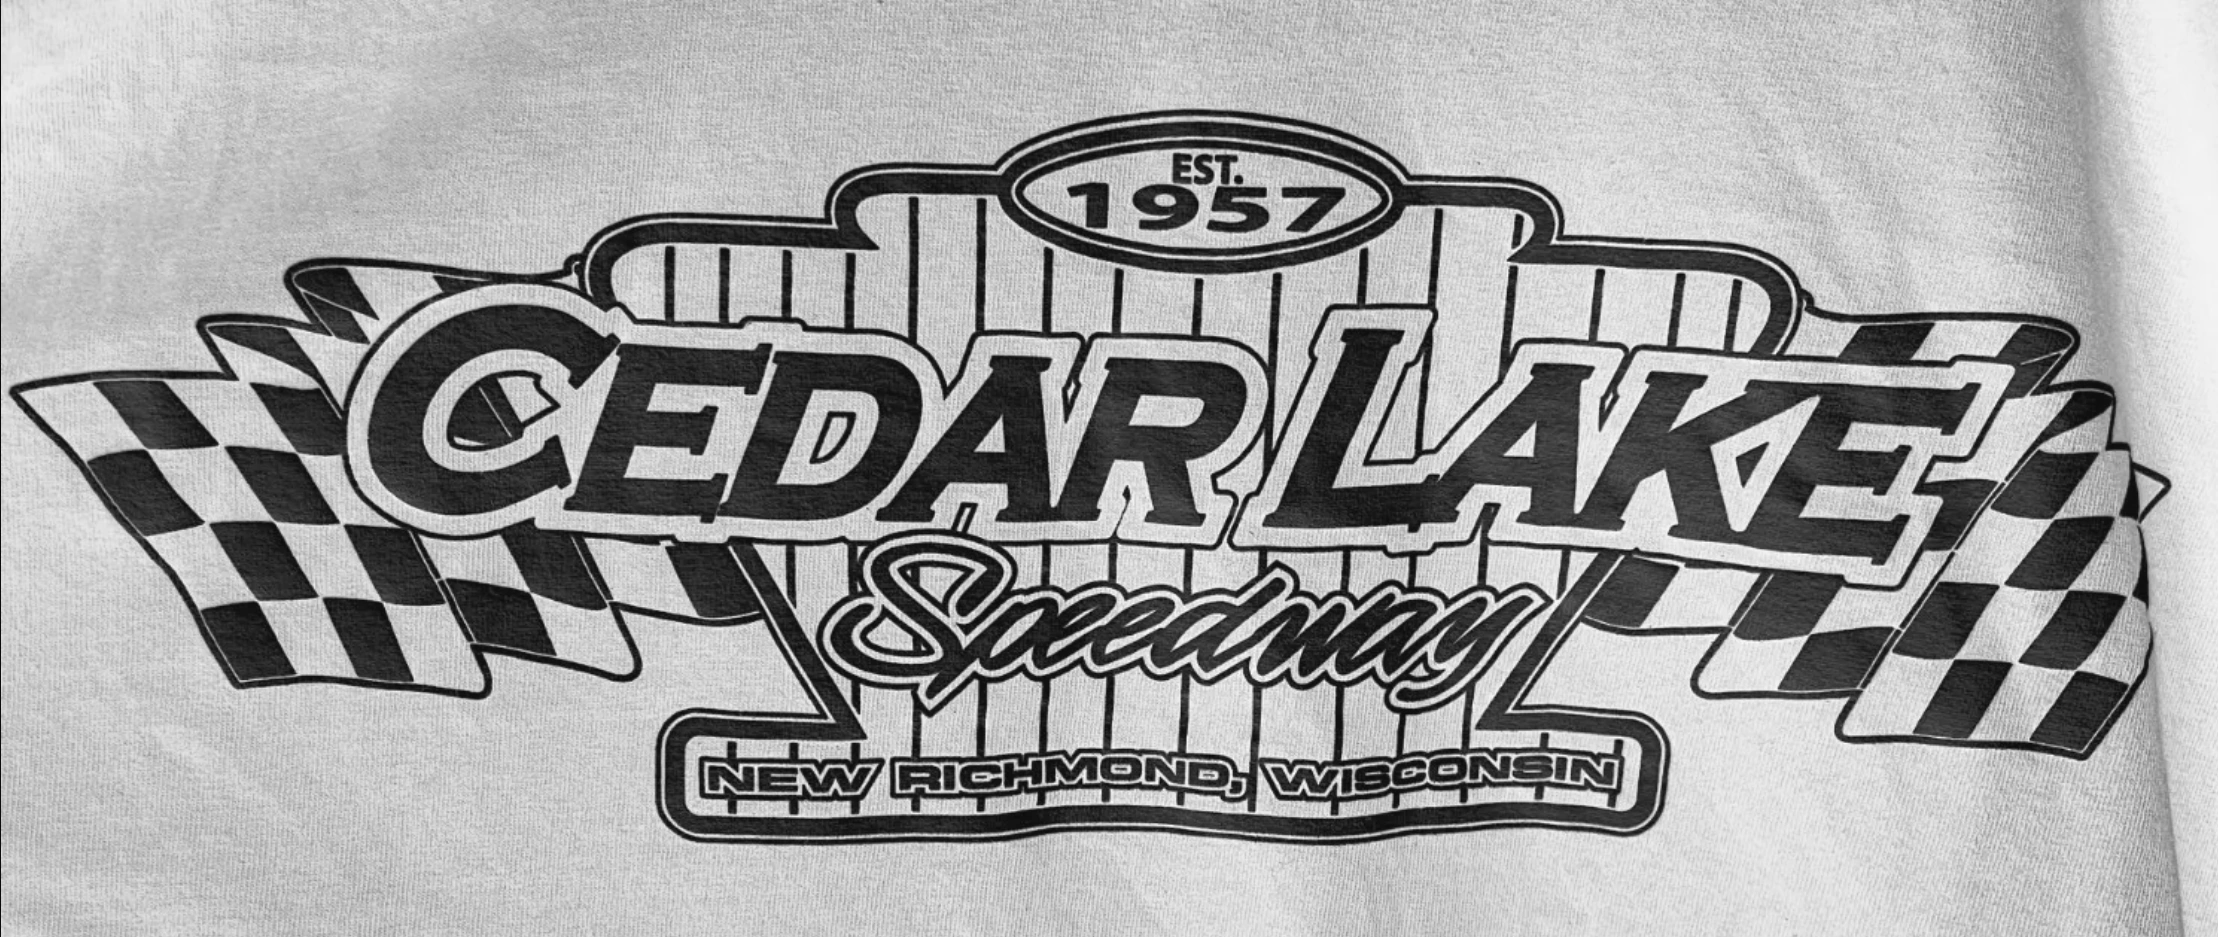 EST.
1957
CEDAR LAKE
Speedway
NEW RICHMOND, WISCONSIN